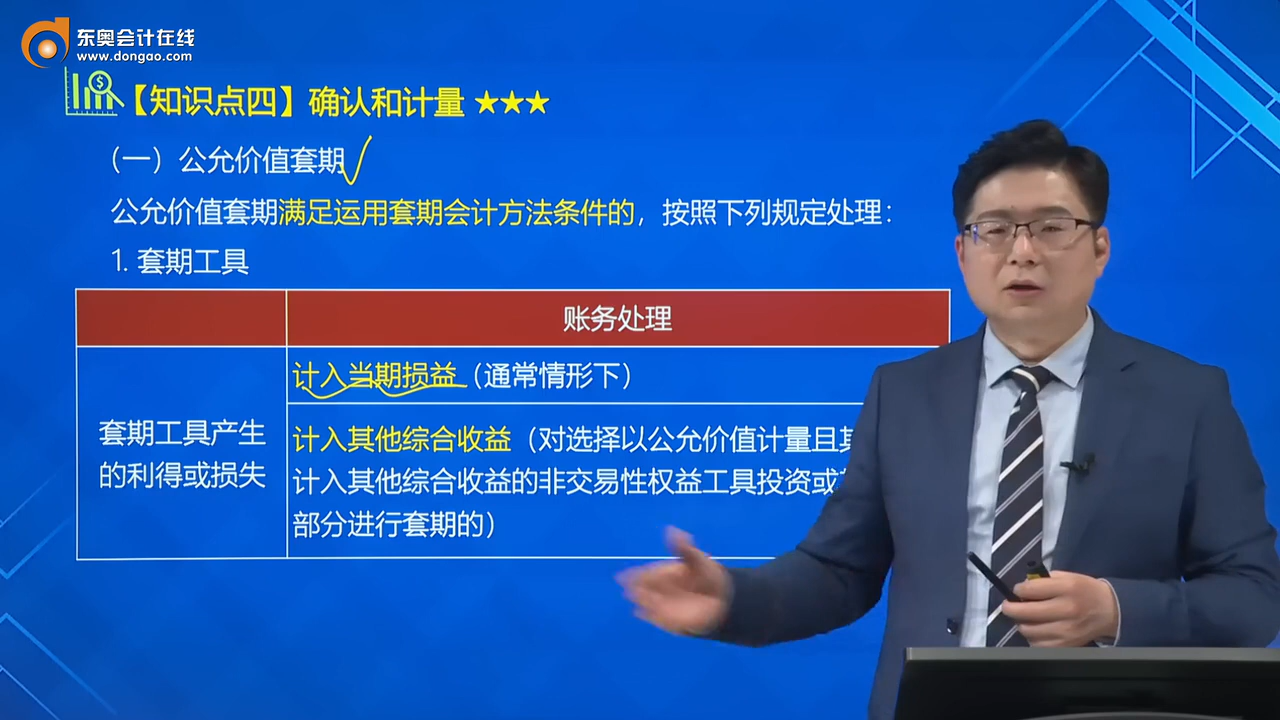 东奥会计在线
www.dongao.com
【知识点四】确认和计量 ★★★
（一）公允价值套期
公允价值套期满足运用套期会计方法条件的，按照下列规定处理：
1. 套期工具
账务处理
套期工具产生
的利得或损失
计入当期损益（通常情形下）
计入其他综合收益（对选择以公允价值计量且其
计入其他综合收益的非交易性权益工具投资或
部分进行套期的）